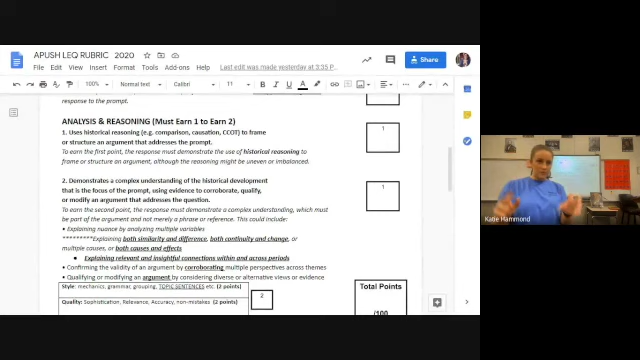 APUSH LEQ RUBRIC 2020
File Edit View Insert Format Tools Add-ons Help Last edit was made yesterday at 3:35 PM
Share
100% Normal text Calibri 11
response to the prompt.
ANALYSIS & REASONING (Must Earn 1 to Earn 2)
1. Uses historical reasoning (e.g. comparison, causation, CCOT) to frame
or structure an argument that addresses the prompt.
To earn the first point, the response must demonstrate the use of historical reasoning to
frame or structure an argument, although the reasoning might be uneven or imbalanced.
1
2. Demonstrates a complex understanding of the historical development
that is the focus of the prompt, using evidence to corroborate, qualify,
or modify an argument that addresses the question.
To earn the second point, the response must demonstrate a complex understanding, which must
be part of the argument and not merely a phrase or reference. This could include:
• Explaining nuance by analyzing multiple variables
********Explaining both similarity and difference, both continuity and change, or
multiple causes, or both causes and effects
• Explaining relevant and insightful connections within and across periods
• Confirming the validity of an argument by corroborating multiple perspectives across themes
• Qualifying or modifying an argument by considering diverse or alternative views or evidence
1
Style: mechanics, grammar, grouping, TOPIC SENTENCES etc. (2 points)
Quality: Sophistication, Relevance, Accuracy, non-mistakes (2 points)
2
Total Points
/100
Katie Hammond